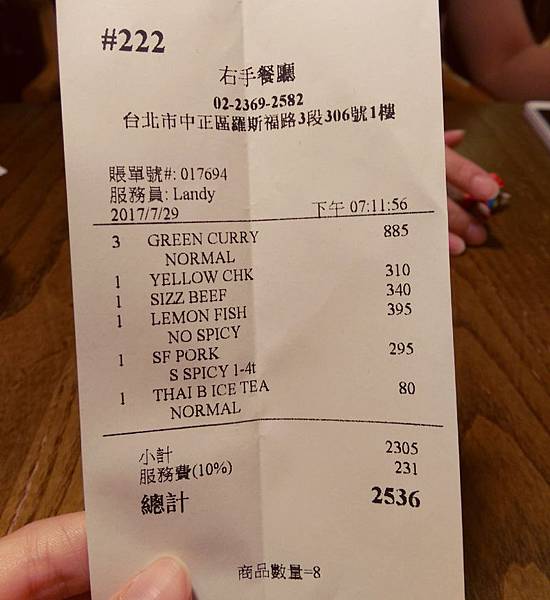 #222
右手餐廳
02-2369-2582
台北市中正區羅斯福路3段306號1樓
賬單號#: 017694
服務員: Landy
2017/7/29 下午 07:11:56
3 GREEN CURRY 885
NORMAL
1 YELLOW CHK 310
1 SIZZ BEEF 340
1 LEMON FISH 395
NO SPICY
1 SF PORK 295
S SPICY 1-4t
1 THAI B ICE TEA 80
NORMAL
小計 2305
服務費(10%) 231
總計 2536
商品數量=8